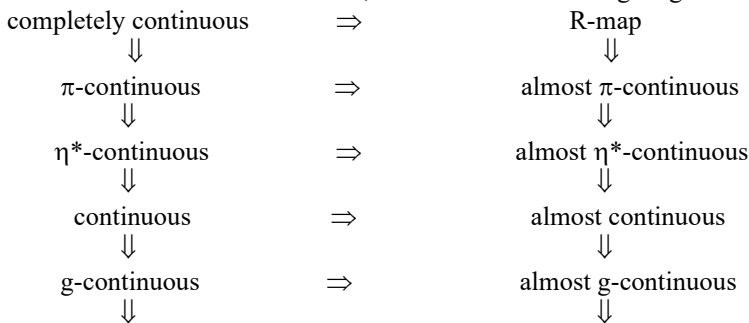 completely continuous ⇒ R-map
⇓ ⇓
π-continuous ⇒ almost π-continuous
⇓ ⇓
η*-continuous ⇒ almost η*-continuous
⇓ ⇓
continuous ⇒ almost continuous
⇓ ⇓
g-continuous ⇒ almost g-continuous
⇓ ⇓